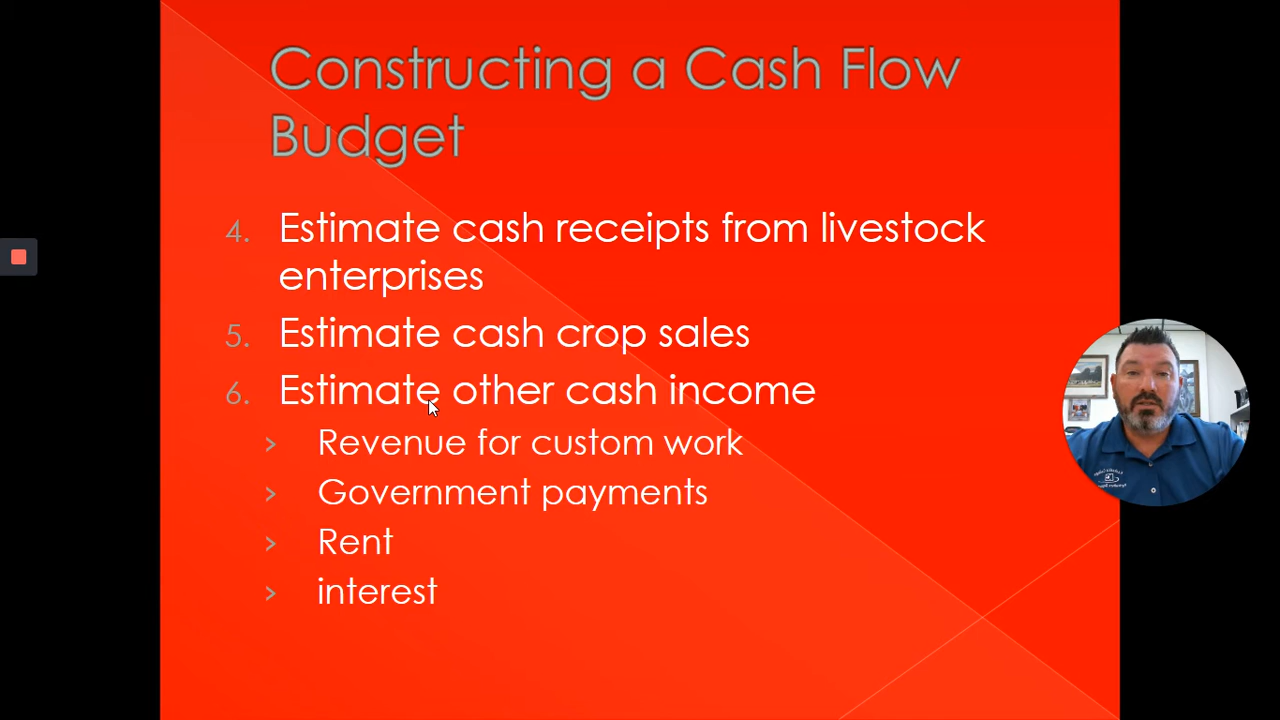 Constructing a Cash Flow
Budget
4. Estimate cash receipts from livestock
enterprises
5. Estimate cash crop sales
6. Estimate other cash income
› Revenue for custom work
› Government payments
› Rent
› interest